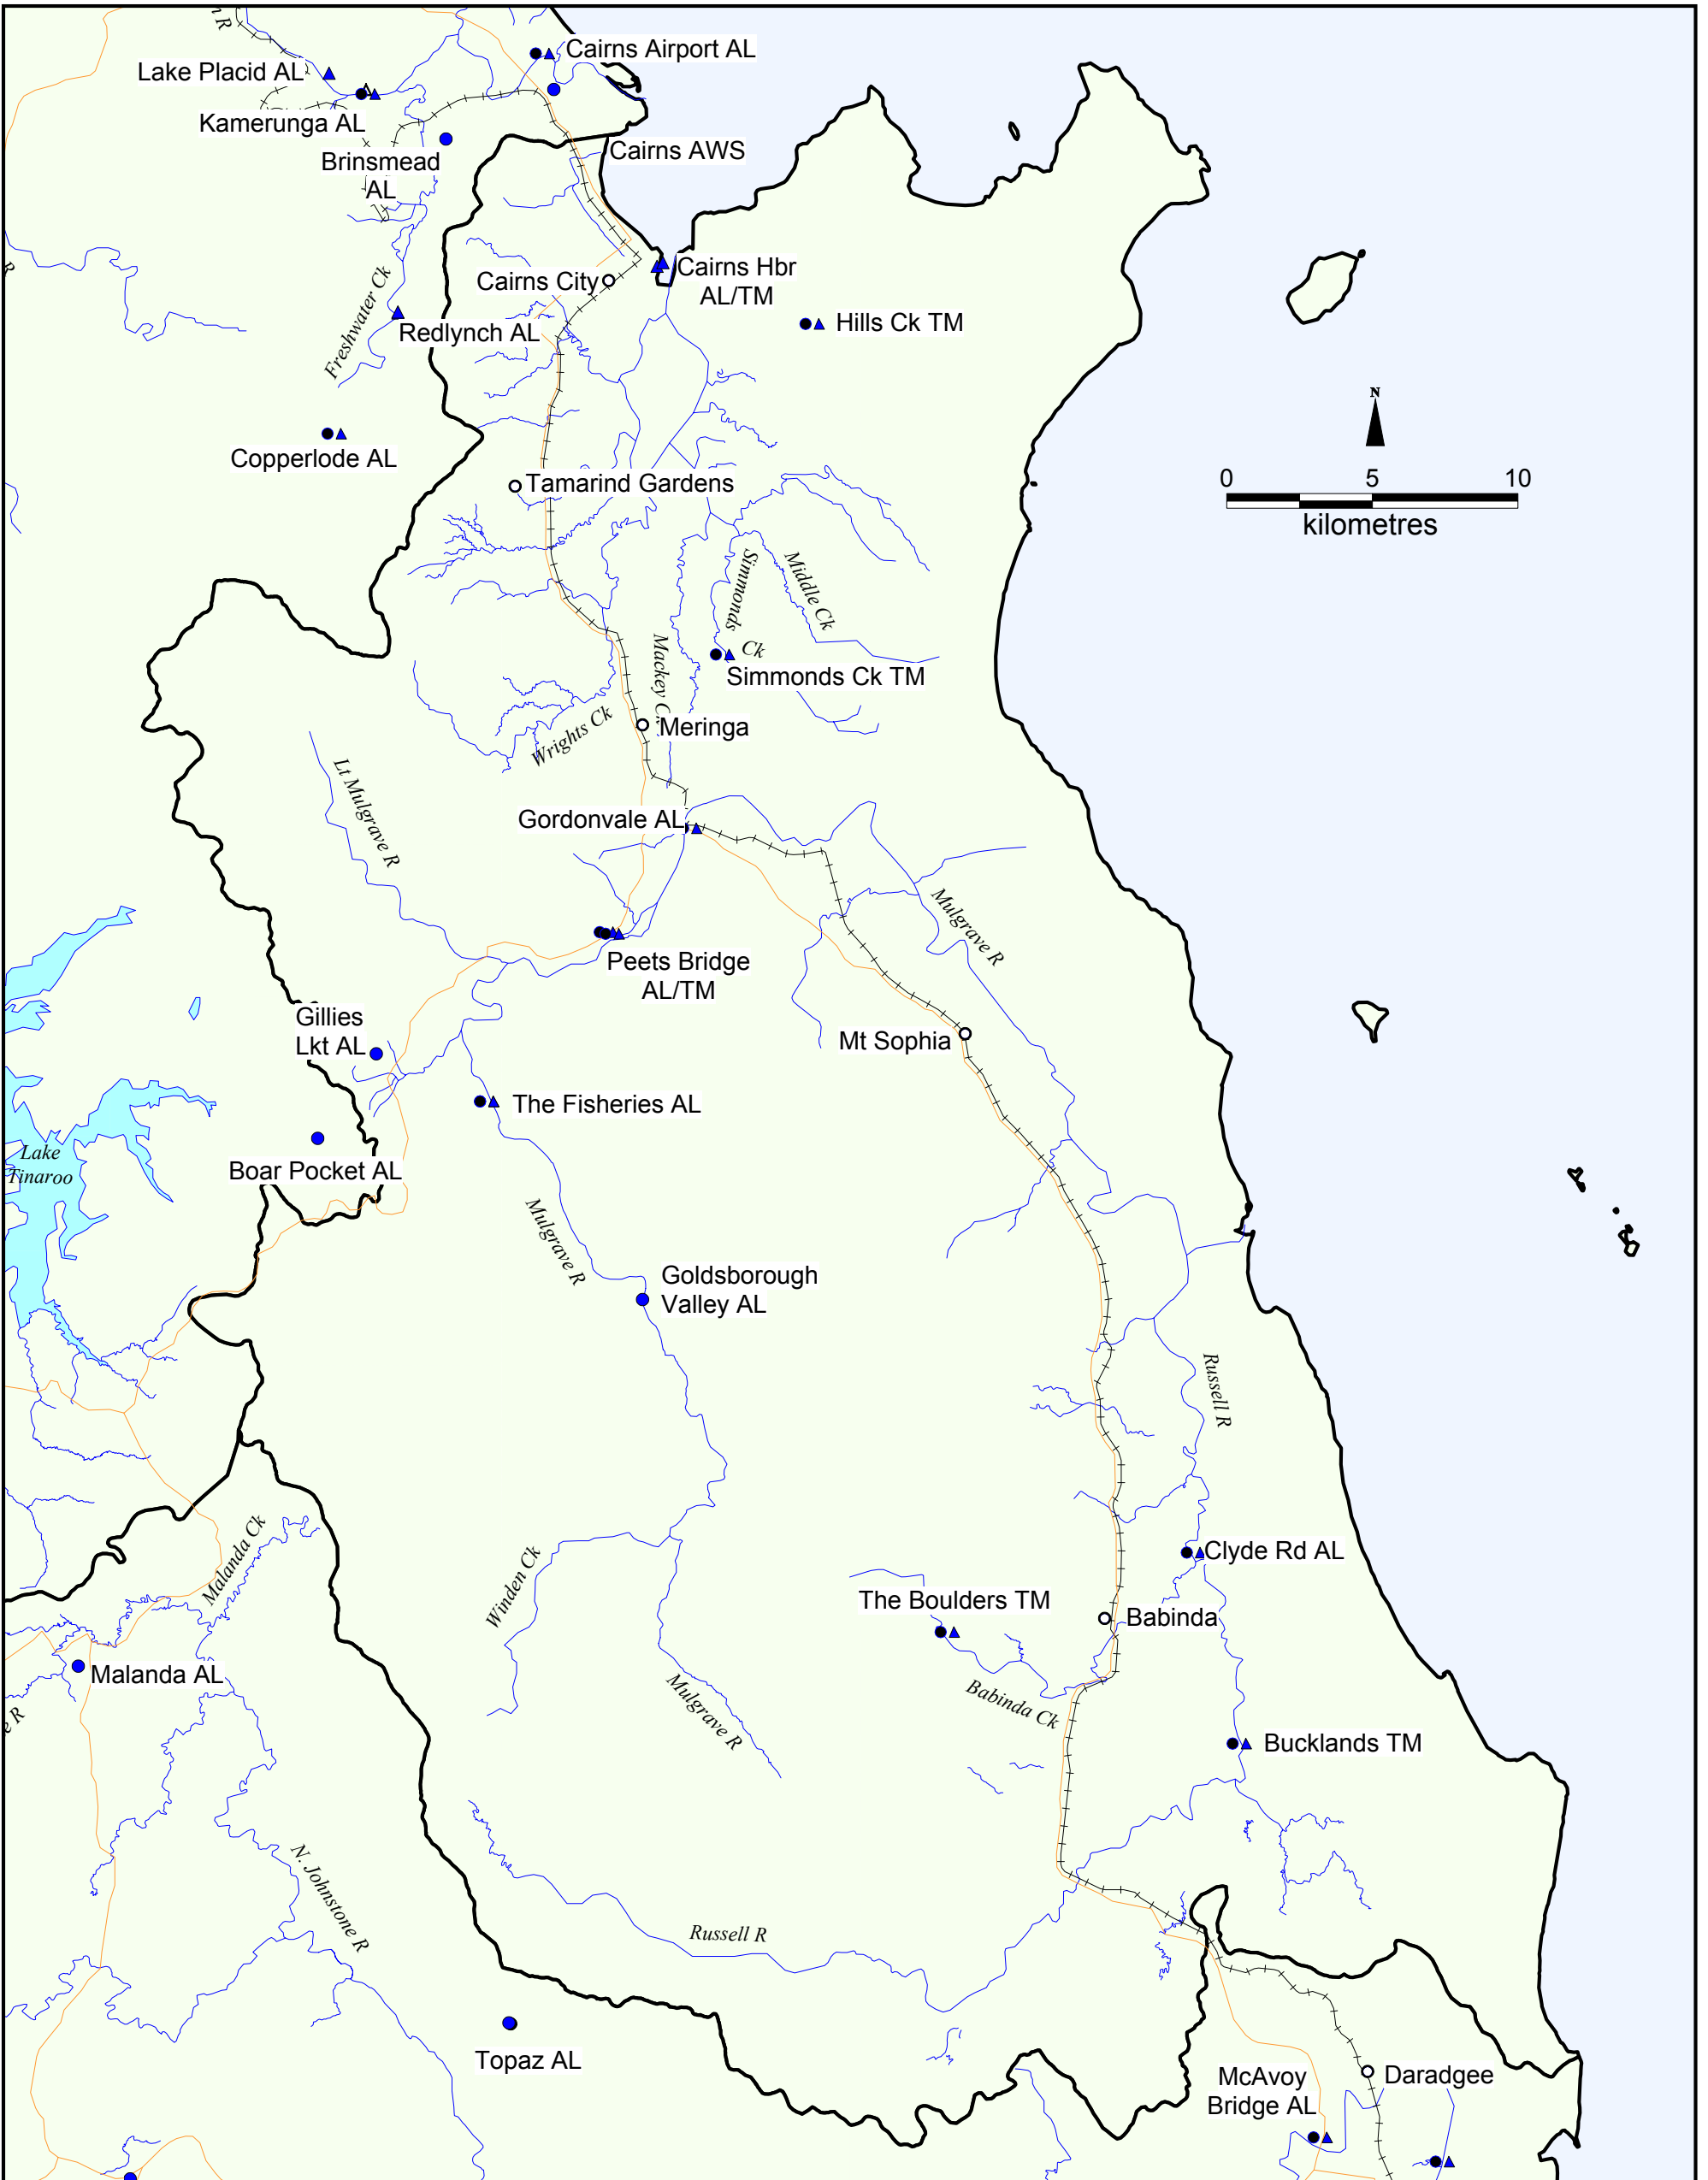 n R
Cairns Airport AL
Lake Placid AL
Kamerunga AL
Brinsmead
AL
Cairns AWS
R
Freshwater Ck
Cairns City
Cairns Hbr
AL/TM
Redlynch AL
Hills Ck TM
N
Copperlode AL
0 5 10
kilometres
Tamarind Gardens
Simmonds
Ck
Middle Ck
Mackey C
Simmonds Ck TM
Wrights Ck
Meringa
Lt Mulgrave R
Gordonvale AL
Mulgrave R
Peets Bridge
AL/TM
Gillies
Lkt AL
Mt Sophia
The Fisheries AL
Lake
Tinaroo
Boar Pocket AL
Mulgrave R
Goldsborough
Valley AL
Russell R
Malanda Ck
Winden Ck
Clyde Rd AL
The Boulders TM
Babinda
Malanda AL
Mulgrave R
Babinda Ck
e R
Bucklands TM
N. Johnstone R
Russell R
Topaz AL
McAvoy
Bridge AL
Daradgee